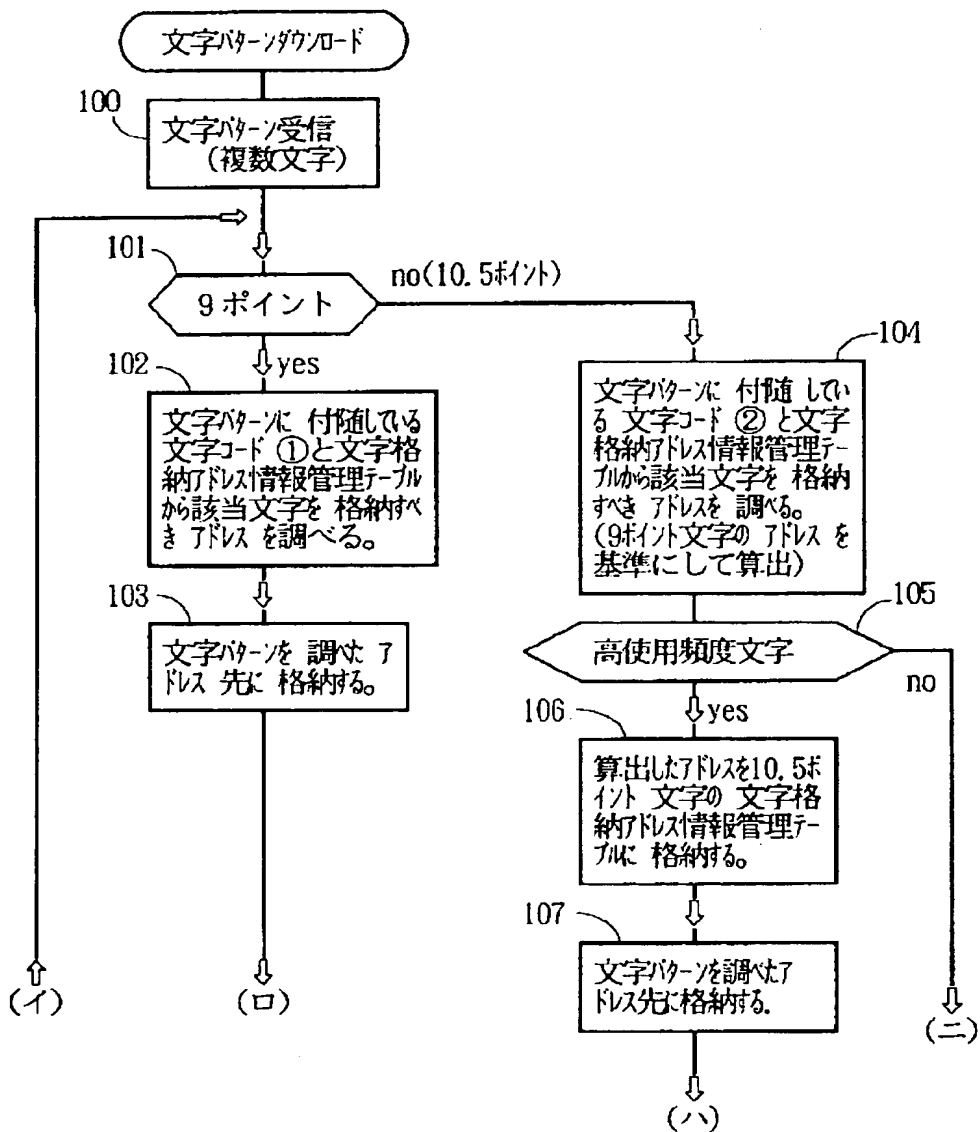 文字パターンダウンロード
100
文字パターン受信
(複数文字)
101
9ポイント
no(10.5ポイント)
yes
102
文字パターンに 付随している
文字コード ①と文字格
納アドレス情報管理テーブル
から該当文字を 格納すべ
き アドレス を調べる。
103
文字パターンを 調べた ア
ドレス 先に 格納する。
104
文字パターンに 付随 してい
る 文字コード ② と文字
格納アドレス情報管理テー
ブルから該当文字を 格納
すべき アドレスを 調べる。
(9ポイント文字の アドレス を
基準にして算出)
105
高使用頻度文字
no
yes
106
算出したアドレスを10.5ポ
イント 文字の 文字格
納アドレス情報管理テー
ブルに 格納する。
107
文字パターンを調べたア
ドレス先に格納する.
(イ)
(ロ)
(ニ)
(ハ)